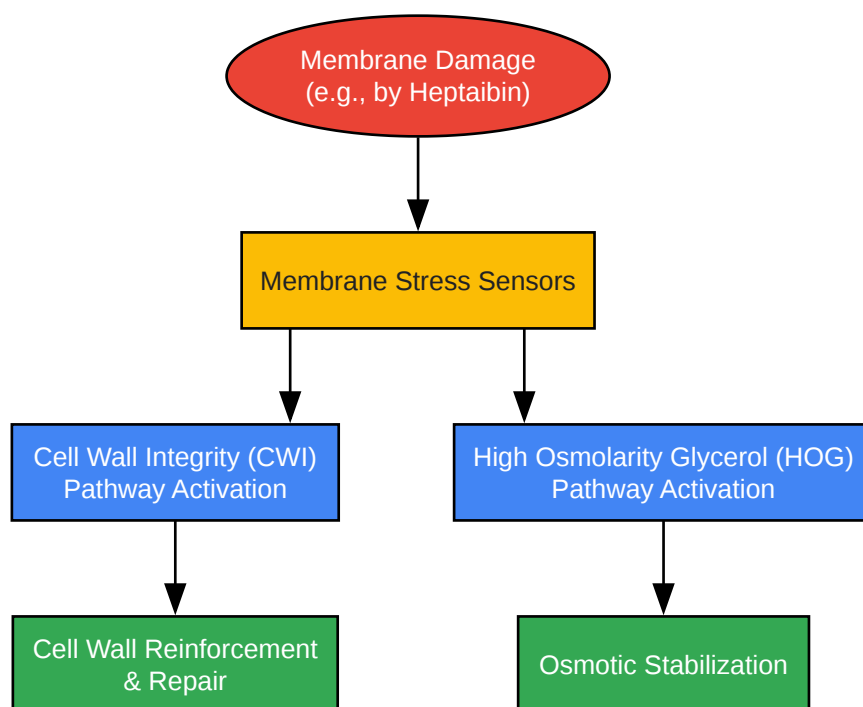 Membrane Damage
(e.g., by Heptaibin)
Membrane Stress Sensors
Cell Wall Integrity (CWI)
Pathway Activation
High Osmolarity Glycerol (HOG)
Pathway Activation
Cell Wall Reinforcement
& Repair
Osmotic Stabilization